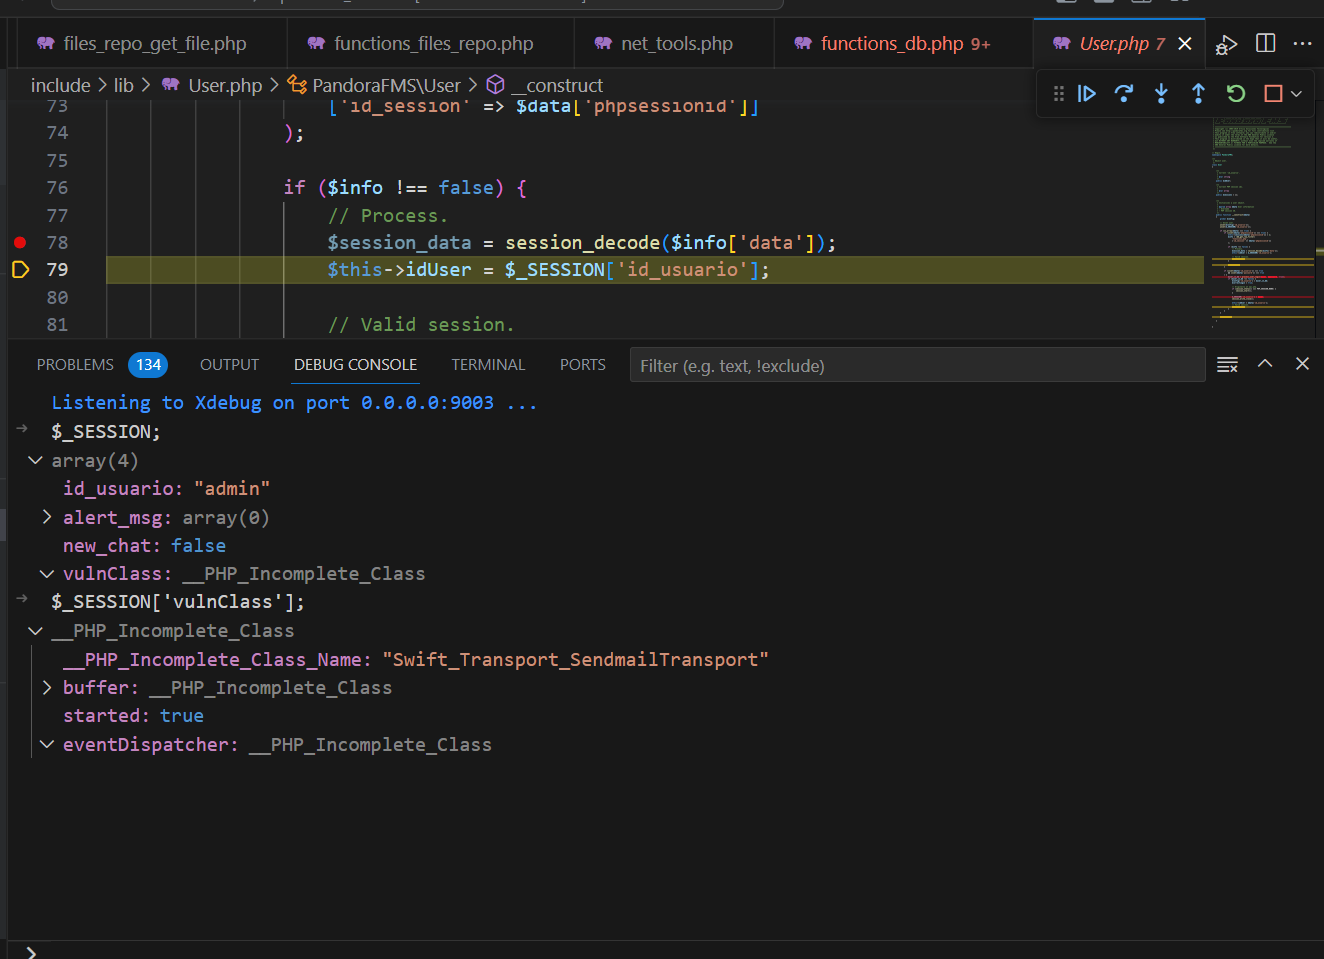 files_repo_get_file.php
functions_files_repo.php
net_tools.php
functions_db.php 9+
User.php 7
include > lib > User.php > PandoraFMS\User > __construct
73 ['id_session' => $data['phpsessionid']]
74 );
75
76 if ($info !== false) {
77 // Process.
78 $session_data = session_decode($info['data']);
79 $this->idUser = $_SESSION['id_usuario'];
80
81 // Valid session.
PROBLEMS 134 OUTPUT DEBUG CONSOLE TERMINAL PORTS Filter (e.g. text, !exclude)
Listening to Xdebug on port 0.0.0.0:9003 ...
$_SESSION;
array(4)
id_usuario: "admin"
alert_msg: array(0)
new_chat: false
vulnClass: __PHP_Incomplete_Class
$_SESSION['vulnClass'];
__PHP_Incomplete_Class
__PHP_Incomplete_Class_Name: "Swift_Transport_SendmailTransport"
buffer: __PHP_Incomplete_Class
started: true
eventDispatcher: __PHP_Incomplete_Class